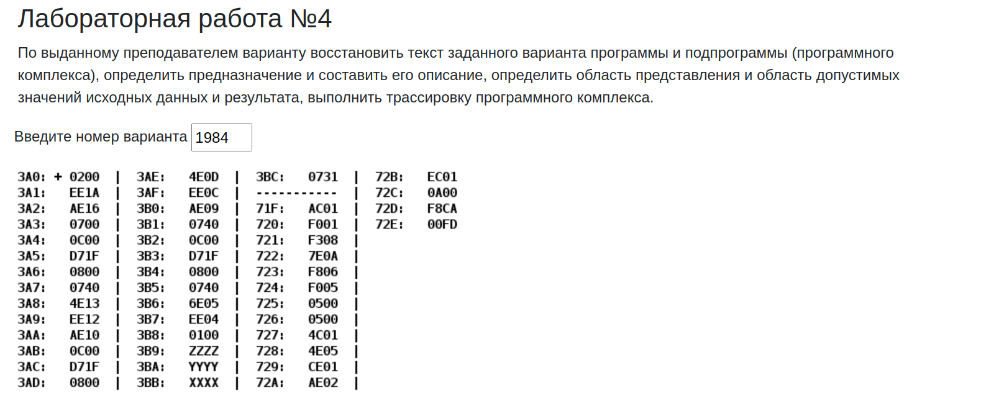 Лабораторная работа №4
По выданному преподавателем варианту восстановить текст заданного варианта программы и подпрограммы (программного
комплекса), определить предназначение и составить его описание, определить область представления и область допустимых
значений исходных данных и результата, выполнить трассировку программного комплекса.
Введите номер варианта 1984
3A0: + 0200 | 3AE: 4E0D | 3BC: 0731 | 72B: EC01
3A1: EE1A | 3AF: EE0C | ----------- | 72C: 0A00
3A2: AE16 | 3B0: AE09 | 71F: AC01 | 72D: F8CA
3A3: 0700 | 3B1: 0740 | 720: F001 | 72E: 00FD
3A4: 0C00 | 3B2: 0C00 | 721: F308 |
3A5: D71F | 3B3: D71F | 722: 7E0A |
3A6: 0800 | 3B4: 0800 | 723: F806 |
3A7: 0740 | 3B5: 0740 | 724: F005 |
3A8: 4E13 | 3B6: 6E05 | 725: 0500 |
3A9: EE12 | 3B7: EE04 | 726: 0500 |
3AA: AE10 | 3B8: 0100 | 727: 4C01 |
3AB: 0C00 | 3B9: ZZZZ | 728: 4E05 |
3AC: D71F | 3BA: YYYY | 729: CE01 |
3AD: 0800 | 3BB: XXXX | 72A: AE02 |